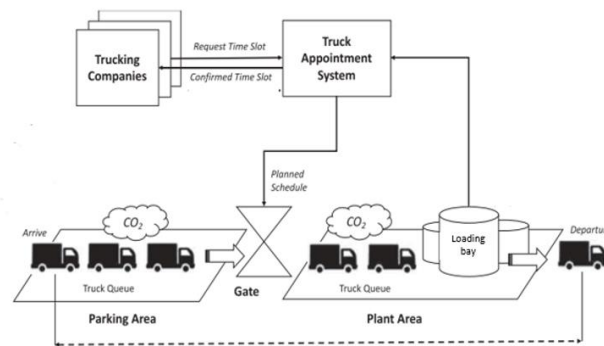 Trucking
Companies
Request Time Slot
Confirmed Time Slot
Truck
Appointment
System
Planned
Schedule
Arrive
CO2
Truck Queue
Parking Area
Gate
CO2
Truck Queue
Plant Area
Loading
bay
Departu